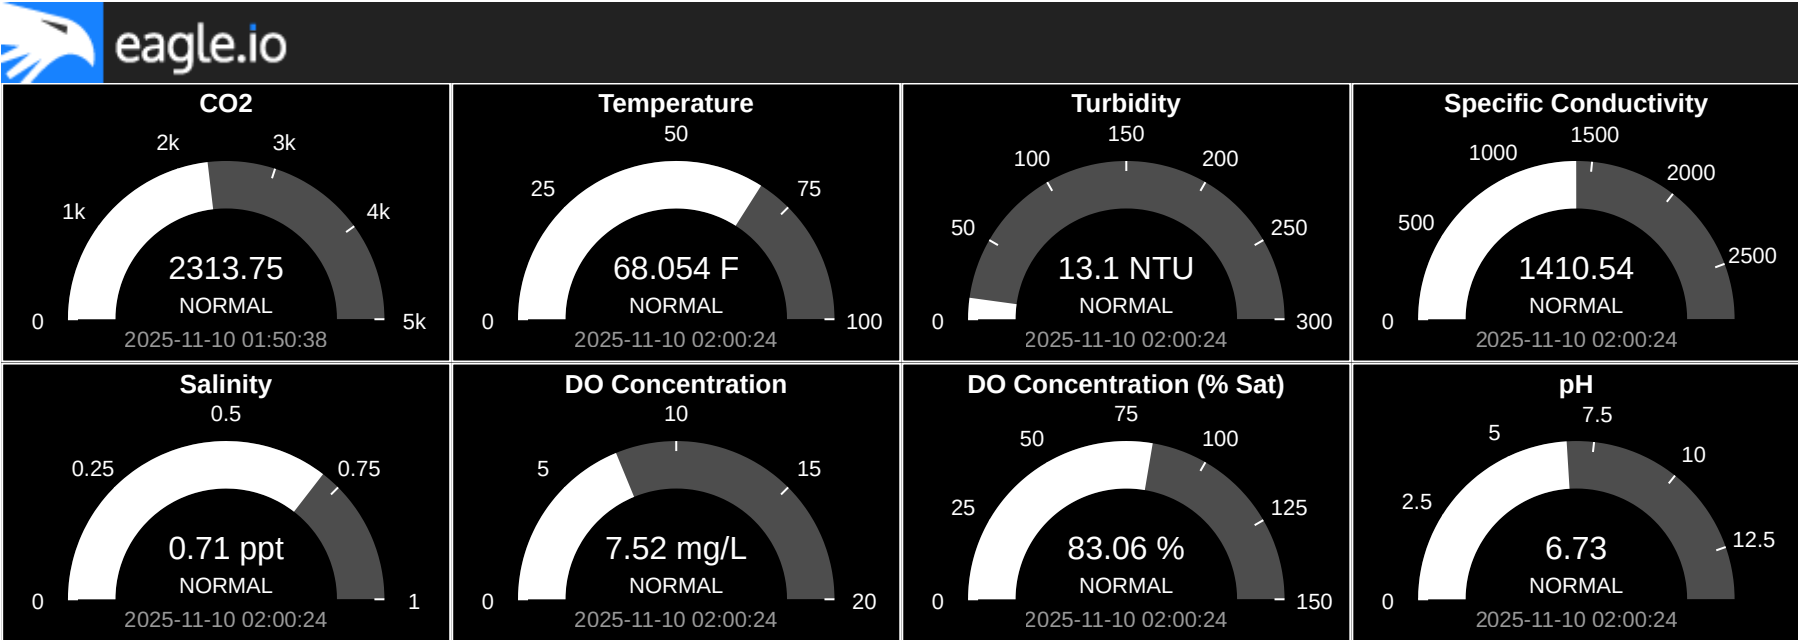 eagle.io
CO2
2k
3k
1k
4k
2313.75
NORMAL
0
5k
2025-11-10 01:50:38
Temperature
50
25
75
68.054 F
NORMAL
0
100
2025-11-10 02:00:24
Turbidity
150
100
200
50
250
13.1 NTU
NORMAL
0
300
2025-11-10 02:00:24
Specific Conductivity
1500
1000
2000
500
2500
1410.54
NORMAL
0
2025-11-10 02:00:24
Salinity
0.5
0.25
0.75
0.71 ppt
NORMAL
0
1
2025-11-10 02:00:24
DO Concentration
10
5
15
7.52 mg/L
NORMAL
0
20
2025-11-10 02:00:24
DO Concentration (% Sat)
75
50
100
25
125
83.06 %
NORMAL
0
150
2025-11-10 02:00:24
pH
7.5
5
10
2.5
12.5
6.73
NORMAL
0
2025-11-10 02:00:24